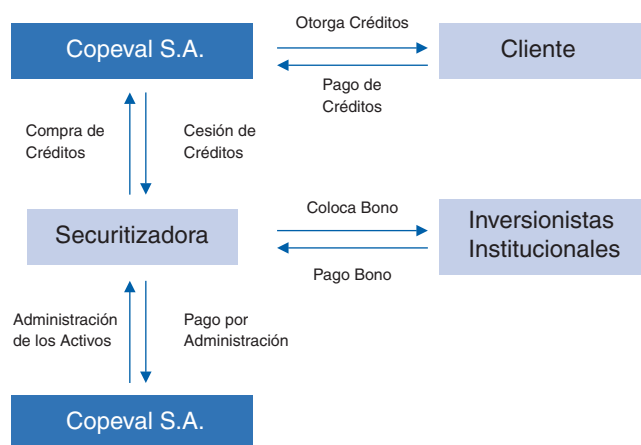 Copeval S.A.
Otorga Créditos
Cliente
Pago de
Créditos
Compra de
Créditos
Cesión de
Créditos
Securitizadora
Coloca Bono
Pago Bono
Inversionistas
Institucionales
Administración
de los Activos
Pago por
Administración
Copeval S.A.